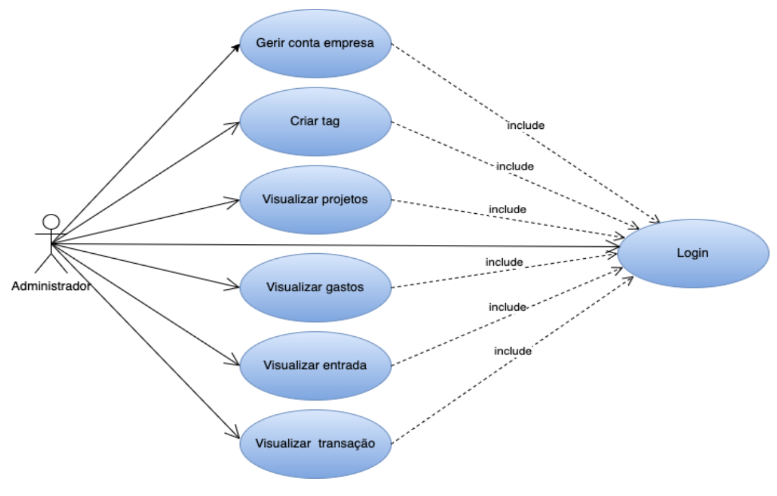 Gerir conta empresa
include
Criar tag
include
Visualizar projetos
include
Login
include
Administrador
Visualizar gastos
include
Visualizar entrada
include
Visualizar transação